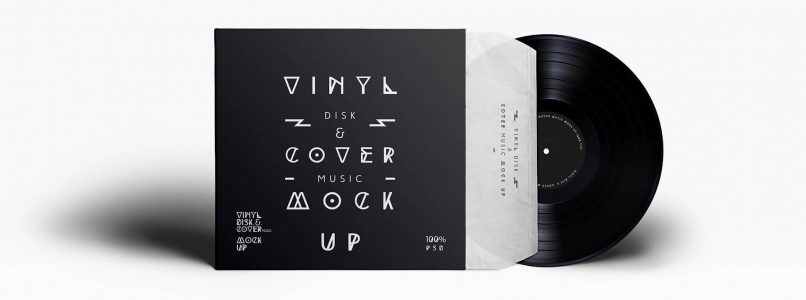 VINYL
DISK
&
COVER
MUSIC
MOCK
UP
VINYL
DISK &
COVER MUSIC
MOCK
UP
100%
PSD
VINYL DISK
&
COVER MUSIC MOCK UP